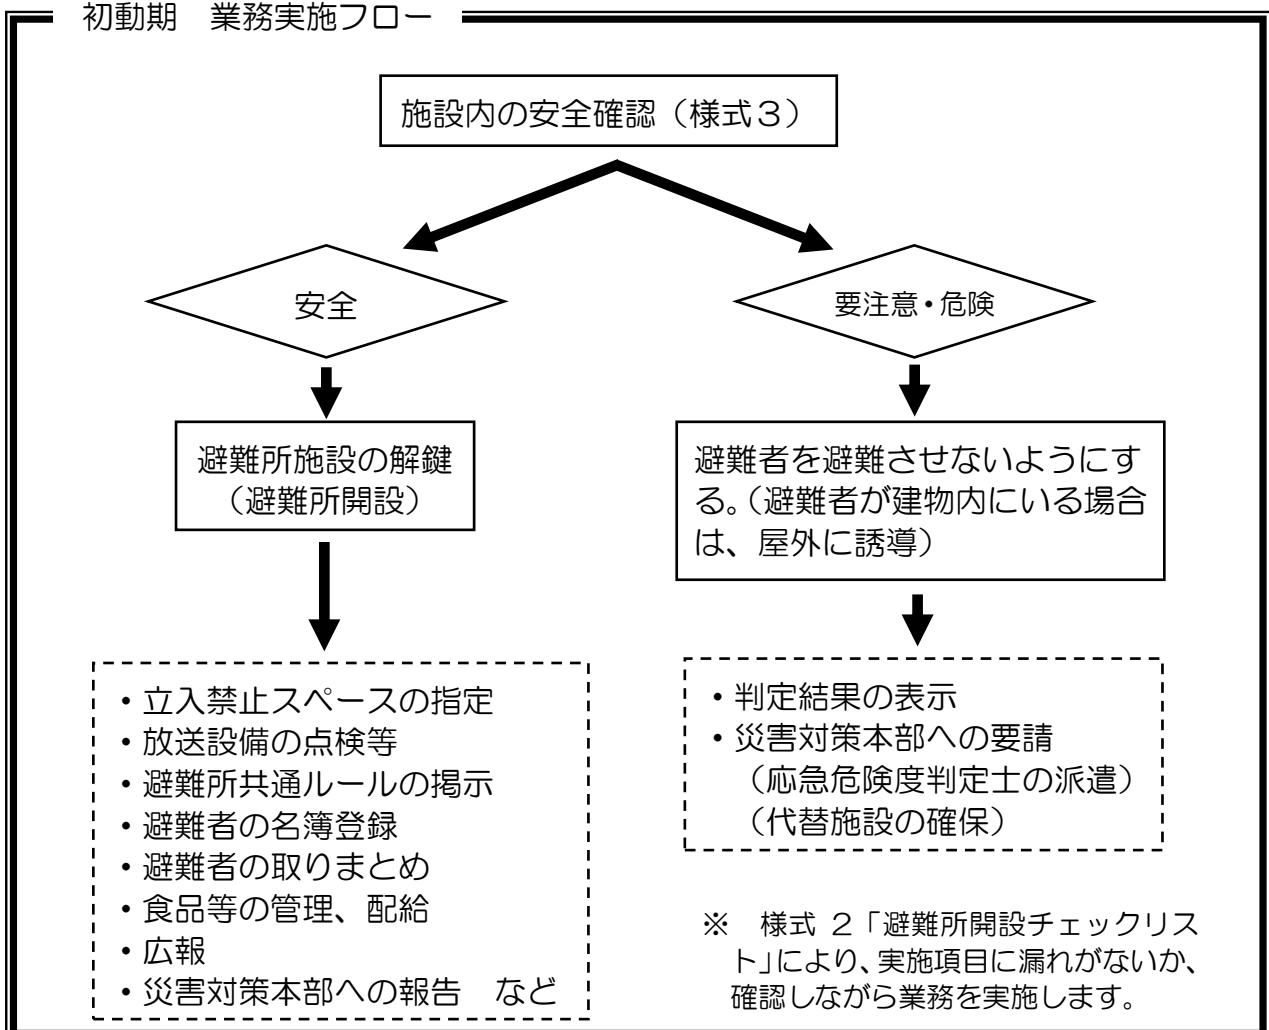 初動期　業務実施フロー
施設内の安全確認（様式３）
安全
要注意・危険
避難所施設の解鍵
（避難所開設）
避難者を避難させないようにす
る。（避難者が建物内にいる場合
は、屋外に誘導）
・立入禁止スペースの指定
・放送設備の点検等
・避難所共通ルールの掲示
・避難者の名簿登録
・避難者の取りまとめ
・食品等の管理、配給
・広報
・災害対策本部への報告　など
・判定結果の表示
・災害対策本部への要請
（応急危険度判定士の派遣）
（代替施設の確保）
※　様式 ２「避難所開設チェックリス
ト」により、実施項目に漏れがないか、
確認しながら業務を実施します。